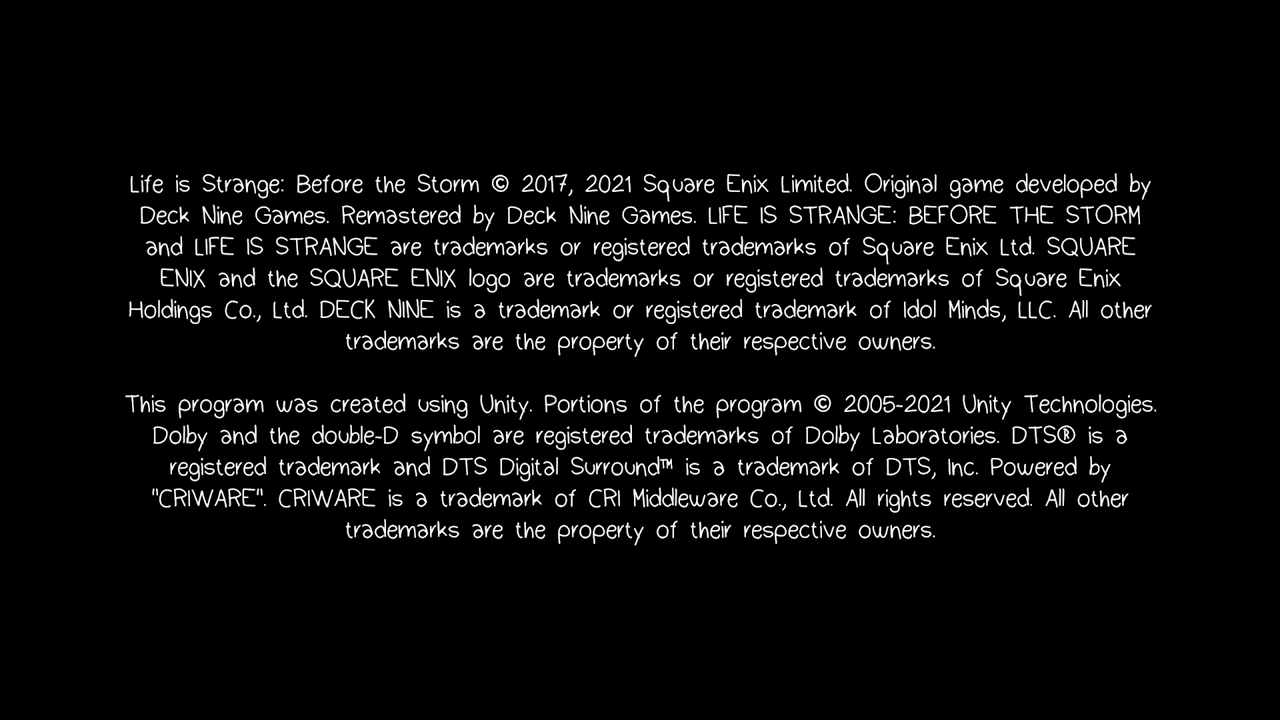 Life is Strange: Before the Storm © 2017, 2021 Square Enix Limited. Original game developed by
Deck Nine Games. Remastered by Deck Nine Games. LIFE IS STRANGE: BEFORE THE STORM
and LIFE IS STRANGE are trademarks or registered trademarks of Square Enix Ltd. SQUARE
ENIX and the SQUARE ENIX logo are trademarks or registered trademarks of Square Enix
Holdings Co., Ltd. DECK NINE is a trademark or registered trademark of Idol Minds, LLC. All other
trademarks are the property of their respective owners.
This program was created using Unity. Portions of the program © 2005-2021 Unity Technologies.
Dolby and the double-D symbol are registered trademarks of Dolby Laboratories. DTS® is a
registered trademark and DTS Digital Surround™ is a trademark of DTS, Inc. Powered by
"CRIWARE". CRIWARE is a trademark of CRI Middleware Co., Ltd. All rights reserved. All other
trademarks are the property of their respective owners.